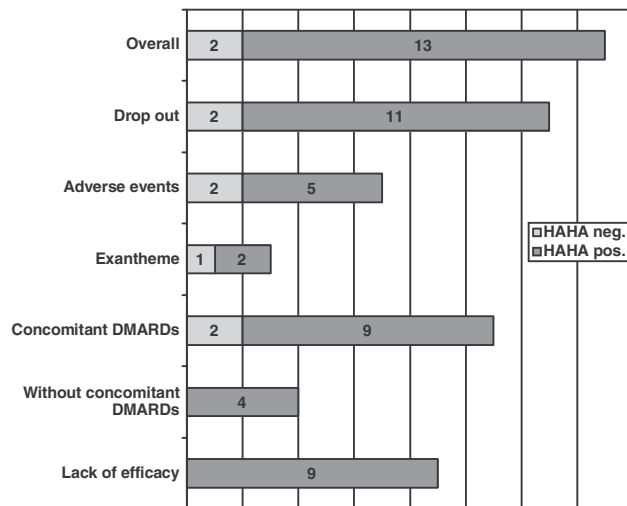 Overall 2 13
Drop out 2 11
Adverse events 2 5
Exantheme 1 2
Concomitant DMARDs 2 9
Without concomitant
DMARDs 4
Lack of efficacy 9
HAHA neg.
HAHA pos.